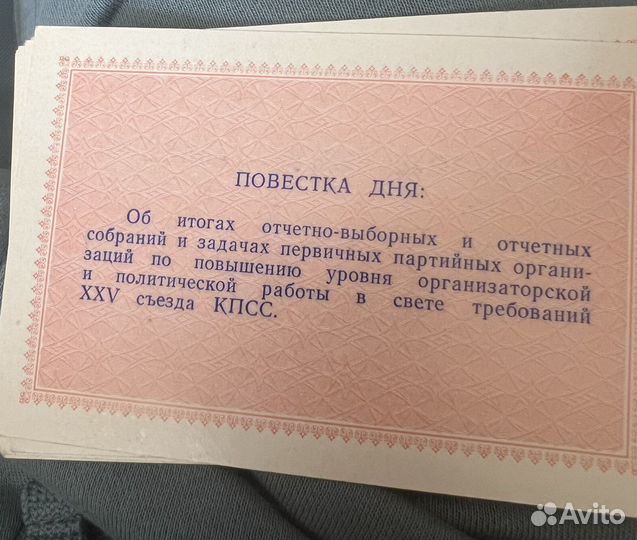 ПОВЕСТКА ДНЯ:
Об итогах отчетно-выборных и отчетных
собраний и задачах первичных партийных органи-
заций по повышению уровня организаторской
и политической работы в свете требований
XXV съезда КПСС.
Avito